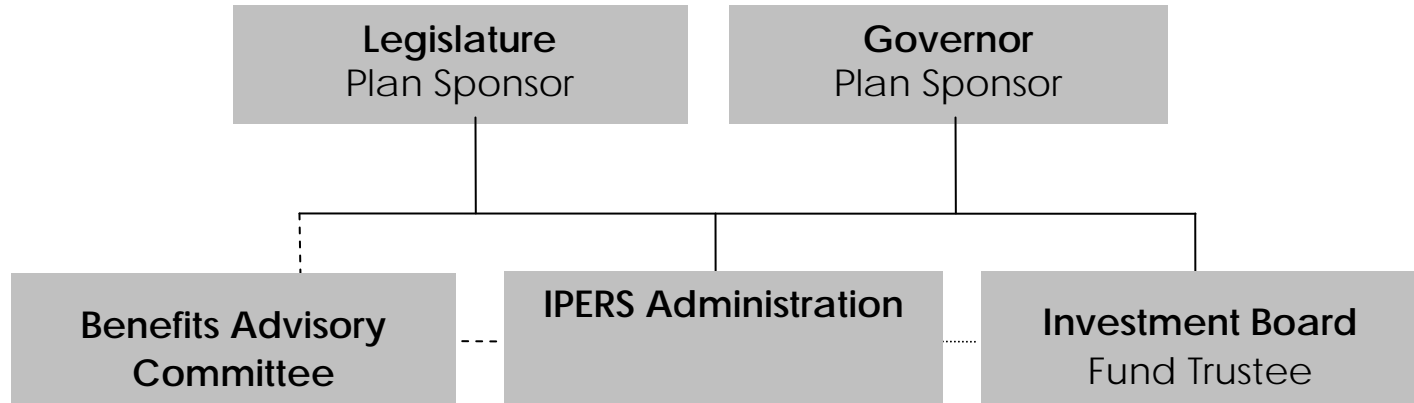 Legislature
Plan Sponsor
Governor
Plan Sponsor
Benefits Advisory
Committee
IPERS Administration
Investment Board
Fund Trustee